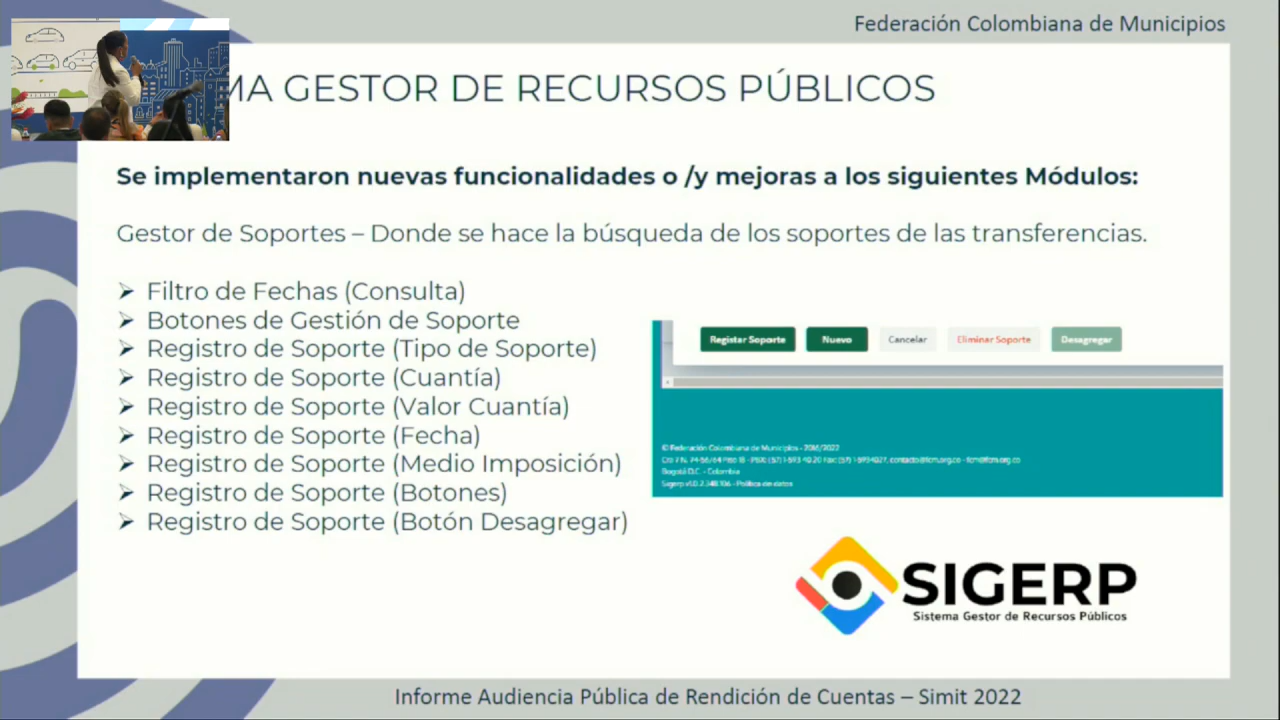 Federación Colombiana de Municipios
MA GESTOR DE RECURSOS PÚBLICOS
Se implementaron nuevas funcionalidades o /y mejoras a los siguientes Módulos:
Gestor de Soportes – Donde se hace la búsqueda de los soportes de las transferencias.
➢ Filtro de Fechas (Consulta)
➢ Botones de Gestión de Soporte
➢ Registro de Soporte (Tipo de Soporte)
➢ Registro de Soporte (Cuantía)
➢ Registro de Soporte (Valor Cuantía)
➢ Registro de Soporte (Fecha)
➢ Registro de Soporte (Medio Imposición)
➢ Registro de Soporte (Botones)
➢ Registro de Soporte (Botón Desagregar)
Registar Soporte Nuevo Cancelar Eliminar Soporte Desagregar
© Federación Colombiana de Municipios - 2016/2022
Bogotá D.C. - Colombia
Política de datos
SIGERP
Sistema Gestor de Recursos Públicos
Informe Audiencia Pública de Rendición de Cuentas – Simit 2022